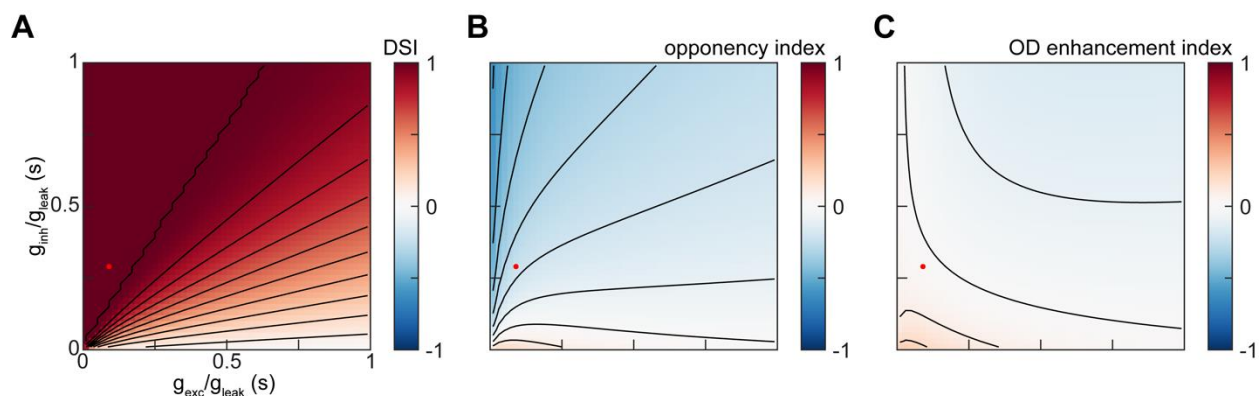 A
B
C
DSI
opponency index
OD enhancement index
1
1
1
1
0.5
0
0
0
-1
-1
-1
0
0
0.5
1
g_inh/g_leak (s)
g_exc/g_leak (s)